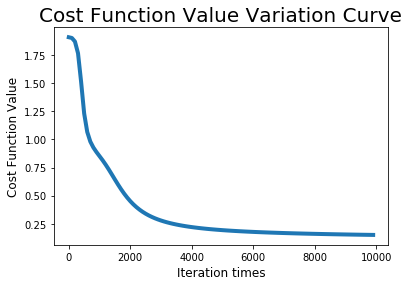 Cost Function Value Variation Curve
1.75
1.50
1.25
1.00
0.75
0.50
0.25
Cost Function Value
0 2000 4000 6000 8000 10000
Iteration times